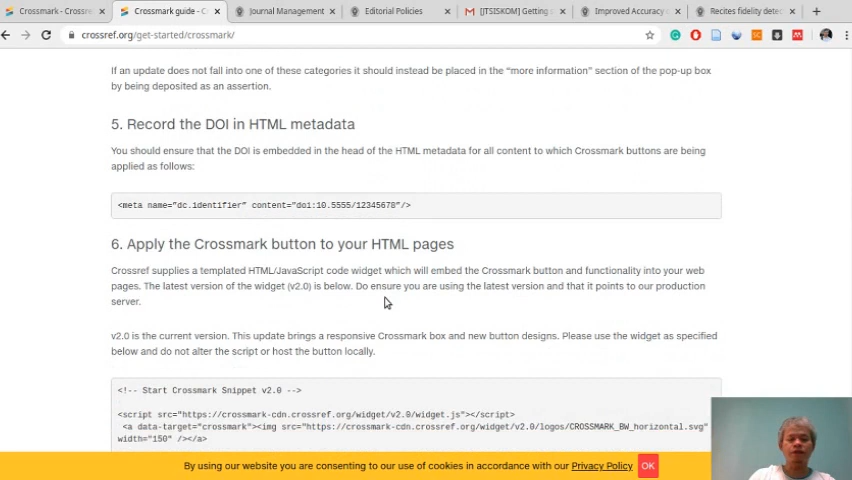 Crossmark - Crossre
Crossmark guide - C
Journal Management
Editorial Policies
[JTSISKOM] Getting s
Improved Accuracy
Recites fidelity detec
crossref.org/get-started/crossmark/
If an update does not fall into one of these categories it should instead be placed in the “more information” section of the pop-up box
by being deposited as an assertion.
5. Record the DOI in HTML metadata
You should ensure that the DOI is embedded in the head of the HTML metadata for all content to which Crossmark buttons are being
applied as follows:
<meta name="dc.identifier" content="doi:10.5555/12345678"/>
6. Apply the Crossmark button to your HTML pages
Crossref supplies a templated HTML/JavaScript code widget which will embed the Crossmark button and functionality into your web
pages. The latest version of the widget (v2.0) is below. Do ensure you are using the latest version and that it points to our production
server.
v2.0 is the current version. This update brings a responsive Crossmark box and new button designs. Please use the widget as specified
below and do not alter the script or host the button locally.
<!-- Start Crossmark Snippet v2.0 -->
<script src="https://crossmark-cdn.crossref.org/widget/v2.0/widget.js"></script>
<a data-target="crossmark"><img src="https://crossmark-cdn.crossref.org/widget/v2.0/logos/CROSSMARK_BW_horizontal.svg"
width="150" /></a>
By using our website you are consenting to our use of cookies in accordance with our Privacy Policy OK